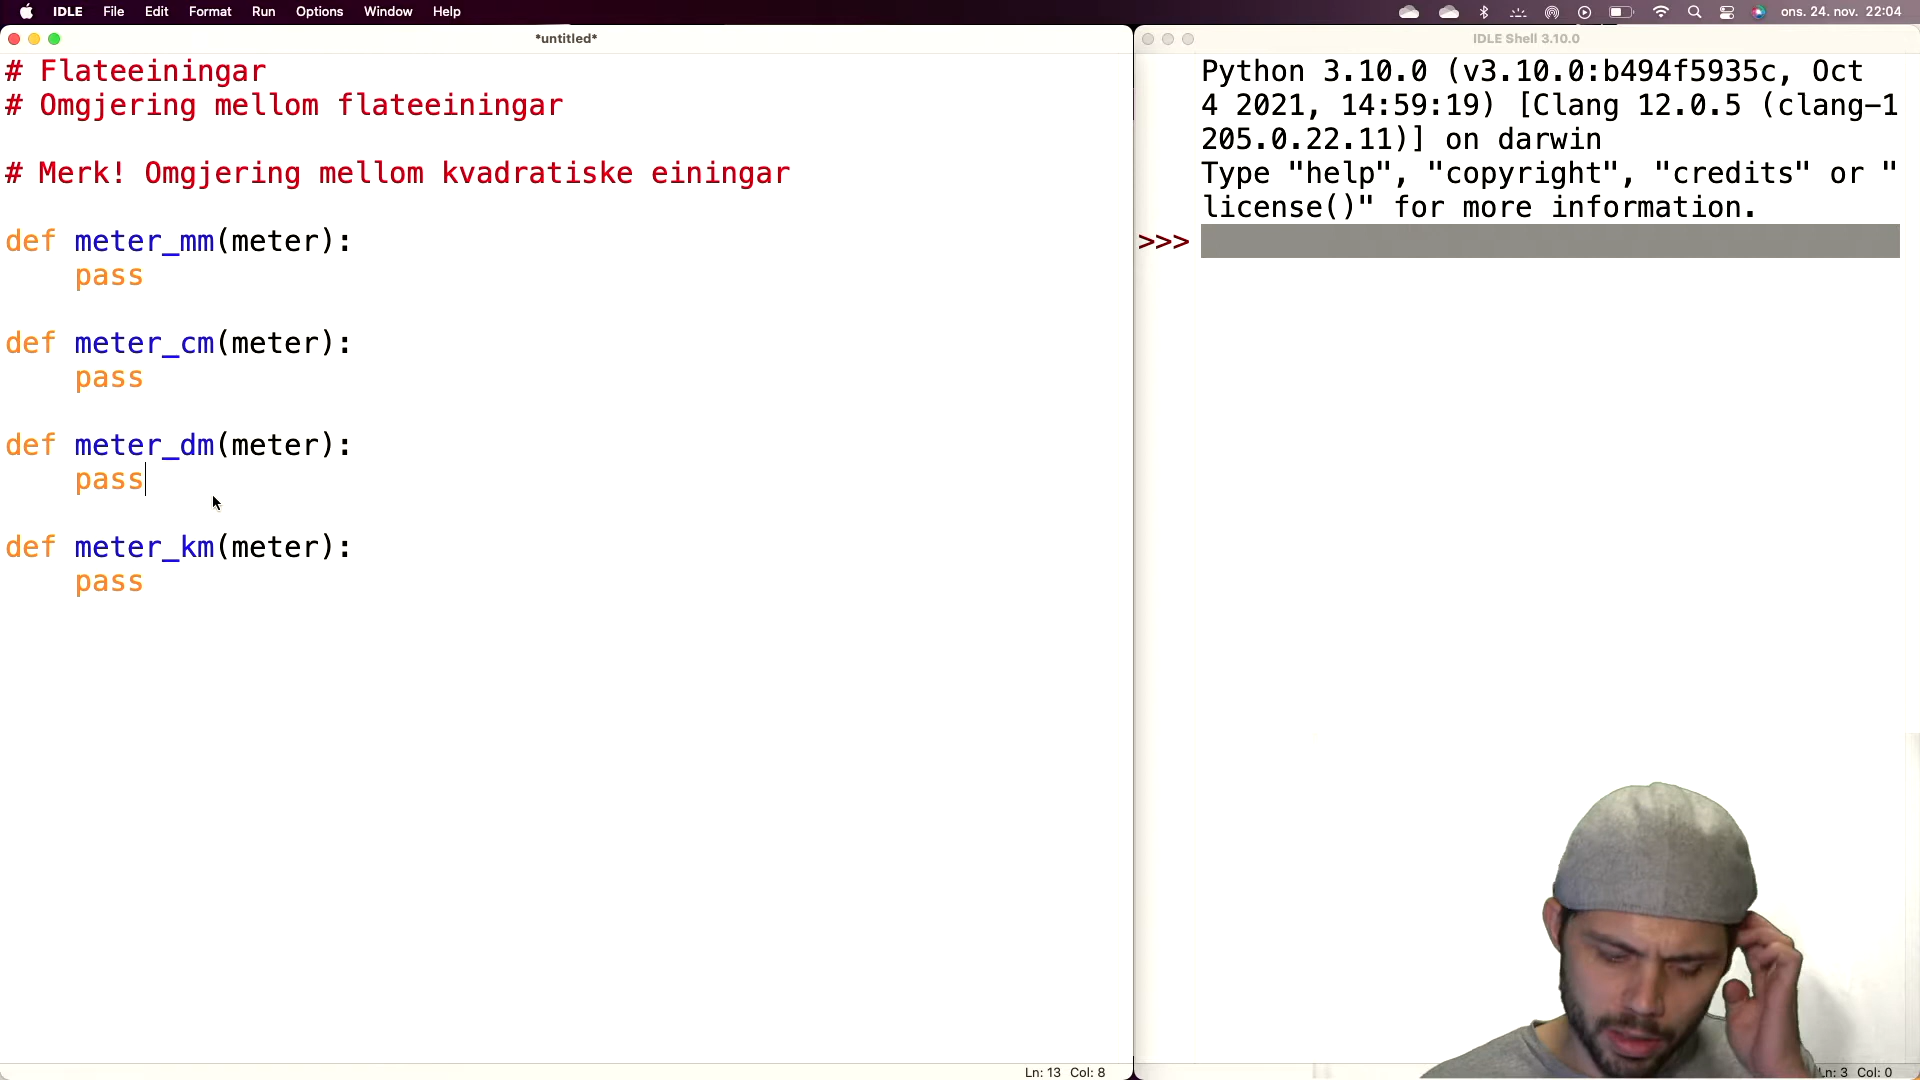 IDLE File Edit Format Run Options Window Help ons. 24. nov. 22:04
*untitled*
# Flateeiningar
# Omgjering mellom flateeiningar
# Merk! Omgjering mellom kvadratiske einingar
def meter_mm(meter):
    pass
def meter_cm(meter):
    pass
def meter_dm(meter):
    pass
def meter_km(meter):
    pass
Ln: 13 Col: 8
IDLE Shell 3.10.0
Python 3.10.0 (v3.10.0:b494f5935c, Oct
4 2021, 14:59:19) [Clang 12.0.5 (clang-1
205.0.22.11)] on darwin
Type "help", "copyright", "credits" or "
license()" for more information.
>>>
Ln: 3 Col: 0